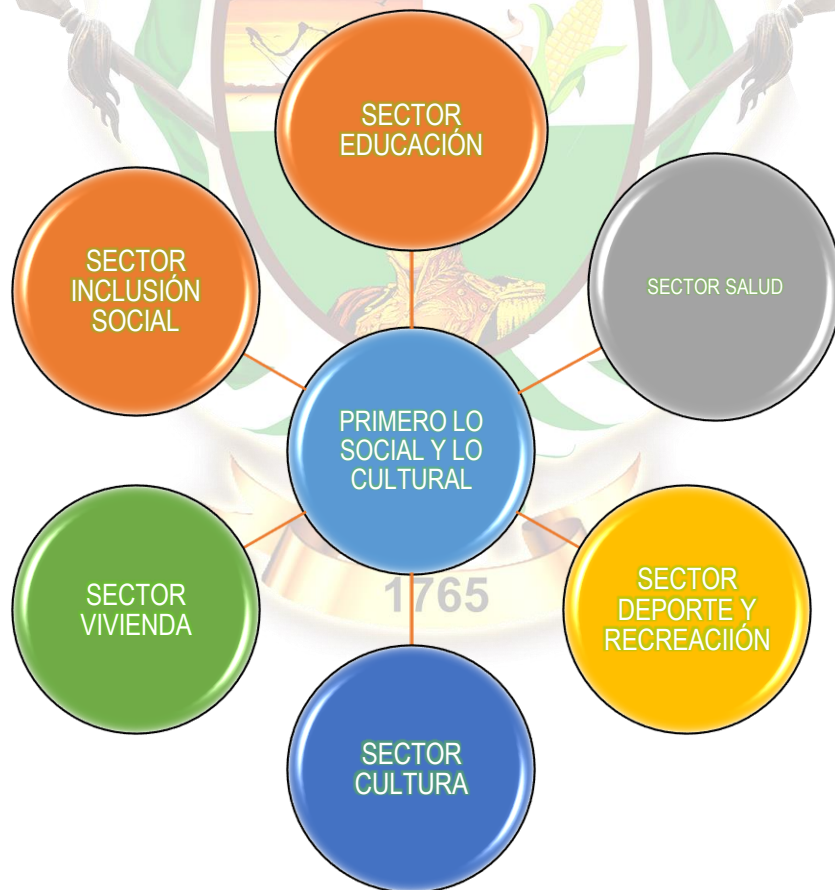 SECTOR
EDUCACIÓN
SECTOR SALUD
SECTOR
DEPORTE Y
RECREACIIÓN
SECTOR
CULTURA
SECTOR
VIVIENDA
SECTOR
INCLUSIÓN
SOCIAL
PRIMERO LO
SOCIAL Y LO
CULTURAL
1765